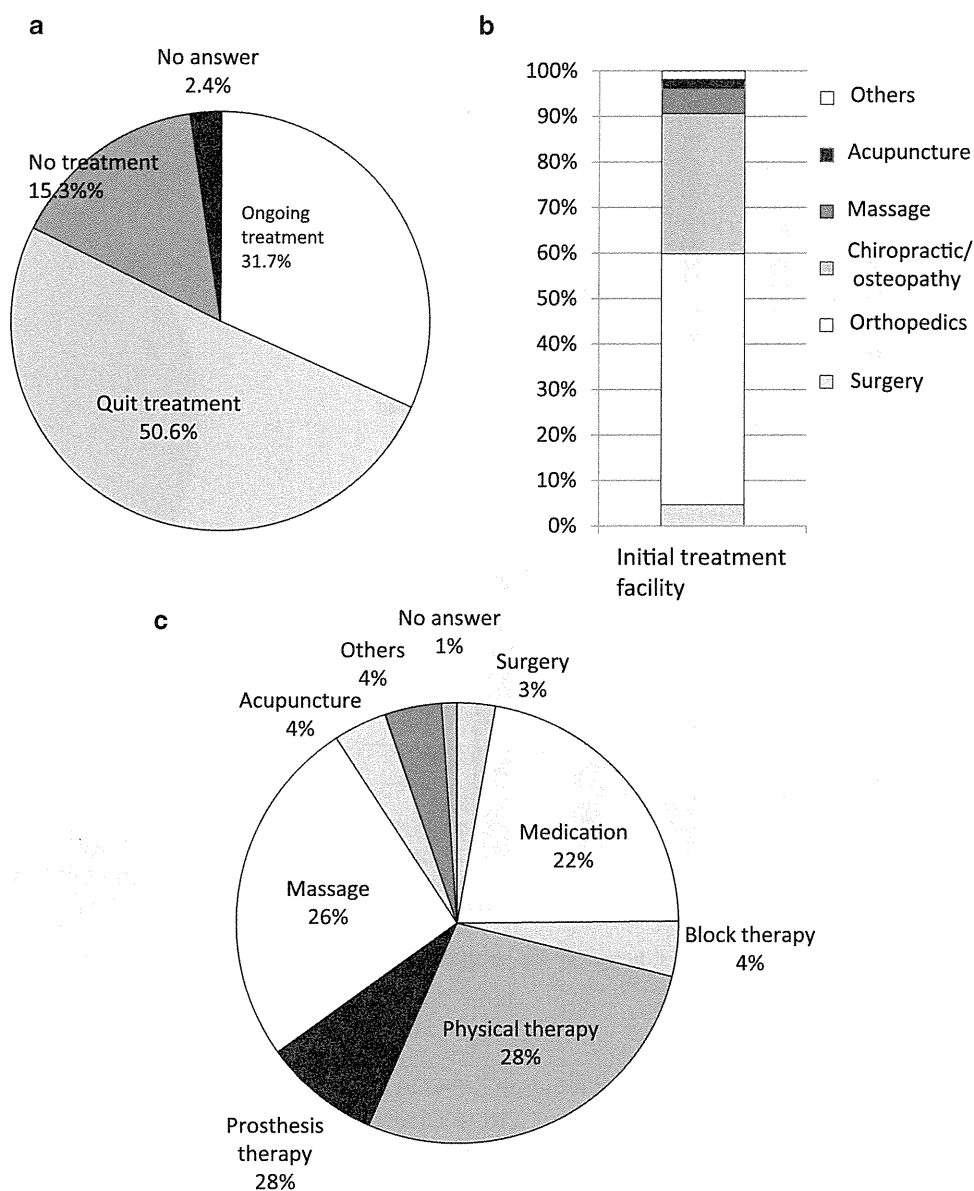 a
No answer
2.4%
No treatment
15.3%%
Ongoing
treatment
31.7%
Quit treatment
50.6%
b
100%
90%
80%
70%
60%
50%
40%
30%
20%
10%
0%
Initial treatment
facility
Others
Acupuncture
Massage
Chiropractic/
osteopathy
Orthopedics
Surgery
c
No answer
1%
Others
4%
Surgery
3%
Acupuncture
4%
Medication
22%
Massage
26%
Block therapy
4%
Physical therapy
28%
Prosthesis
therapy
28%